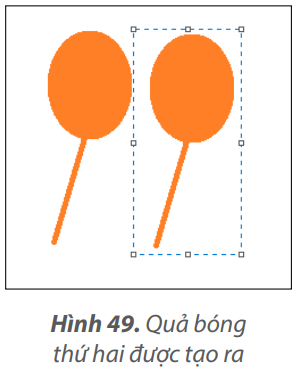 Hình 49. Quả bóng
thứ hai được tạo ra